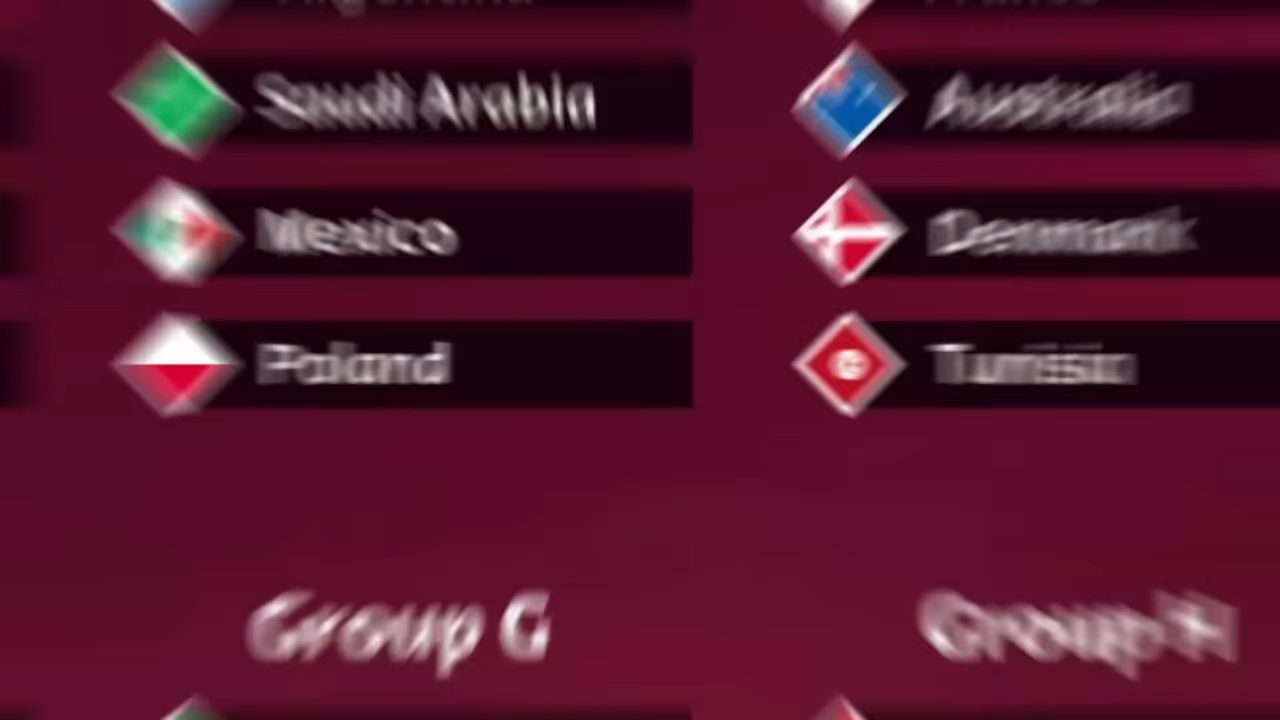 Saudi Arabia
Mexico
Poland
Group G
Australia
Denmark
Tunisia
Group H